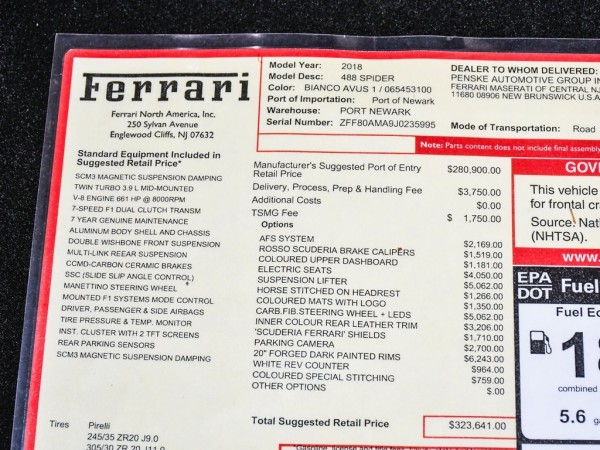 Ferrari
Ferrari North America, Inc.
250 Sylvan Avenue
Englewood Cliffs, NJ 07632
Model Year: 2018
Model Desc: 488 SPIDER
Color: BIANCO AVUS 1 / 065453100
Port of Importation: Port of Newark
Warehouse: PORT NEWARK
Serial Number: ZFF80AMA9J0235995
DEALER TO WHOM DELIVERED:
PENSKE AUTOMOTIVE GROUP IN
FERRARI MASERATI OF CENTRAL NJ
11680 08906 NEW BRUNSWICK U.S.A
Mode of Transportation: Road
Note: Parts content does not include final assembly
Standard Equipment Included in
Suggested Retail Price*
SCM3 MAGNETIC SUSPENSION DAMPING
TWIN TURBO 3.9 L MID-MOUNTED
V-8 ENGINE 661 HP @ 8000RPM
7-SPEED F1 DUAL CLUTCH TRANSM
7 YEAR GENUINE MAINTENANCE
ALUMINUM BODY SHELL AND CHASSIS
DOUBLE WISHBONE FRONT SUSPENSION
MULTI-LINK REEAR SUSPENSION
CCMD-CARBON CERAMIC BRAKES
SSC (SLIDE SLIP ANGLE CONTROL)
MANETTINO STEERING WHEEL
MOUNTED F1 SYSTEMS MODE CONTROL
DRIVER, PASSENGER & SIDE AIRBAGS
TIRE PRESSURE & TEMP. MONITOR
INST. CLUSTER WITH 2 TFT SCREENS
REAR PARKING SENSORS
SCM3 MAGNETIC SUSPENSION DAMPING
Manufacturer's Suggested Port of Entry
Retail Price $280,900.00
Delivery, Process, Prep & Handling Fee $3,750.00
Additional Costs $0.00
TSMG Fee $ 1,750.00
Options
AFS SYSTEM $2,169.00
ROSSO SCUDERIA BRAKE CALIPERS $1,519.00
COLOURED UPPER DASHBOARD $1,181.00
ELECTRIC SEATS $4,050.00
SUSPENSION LIFTER $5,062.00
HORSE STITCHED ON HEADREST $1,266.00
COLOURED MATS WITH LOGO $1,350.00
CARB.FIB.STEERING WHEEL + LEDS $5,062.00
INNER COLOUR REAR LEATHER TRIM $3,206.00
'SCUDERIA FERRARI' SHIELDS $1,710.00
PARKING CAMERA $2,700.00
20" FORGED DARK PAINTED RIMS $6,243.00
WHITE REV COUNTER $964.00
COLOURED SPECIAL STITCHING $759.00
OTHER OPTIONS $.00
Total Suggested Retail Price $323,641.00
Tires Pirelli
245/35 ZR20 J9.0
305/30 ZR 20 J11.0
GOV
This vehicle
for frontal cra
Source: Nati
(NHTSA).
www.
EPA
DOT
Fuel
Fuel Ec
combined
5.6 ga